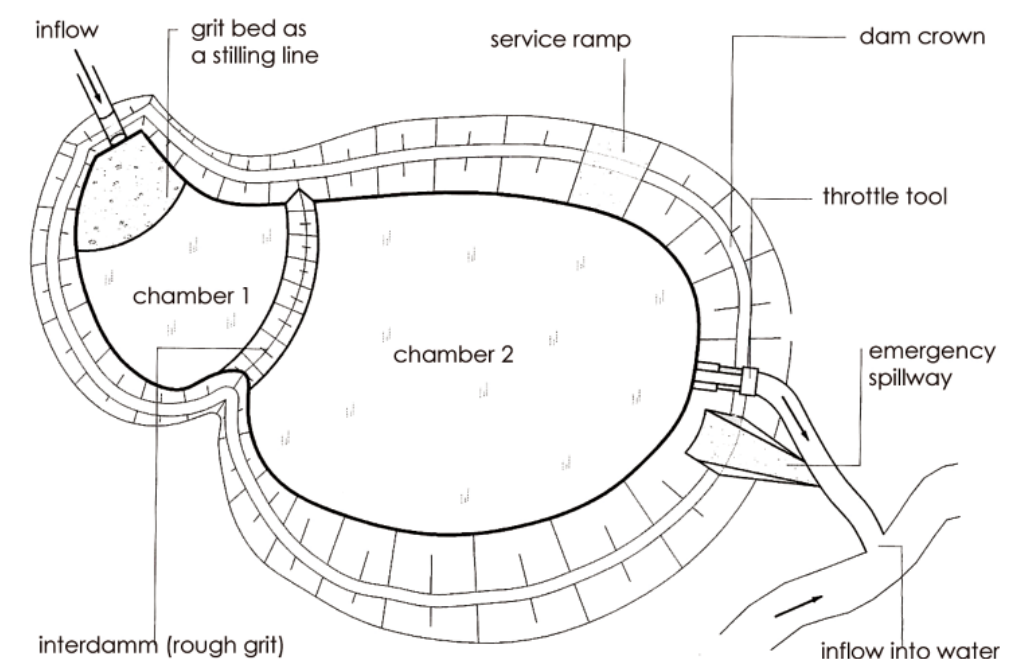 inflow
grit bed as
a stilling line
service ramp
dam crown
throttle tool
chamber 1
chamber 2
emergency
spillway
interdamm (rough grit)
inflow into water